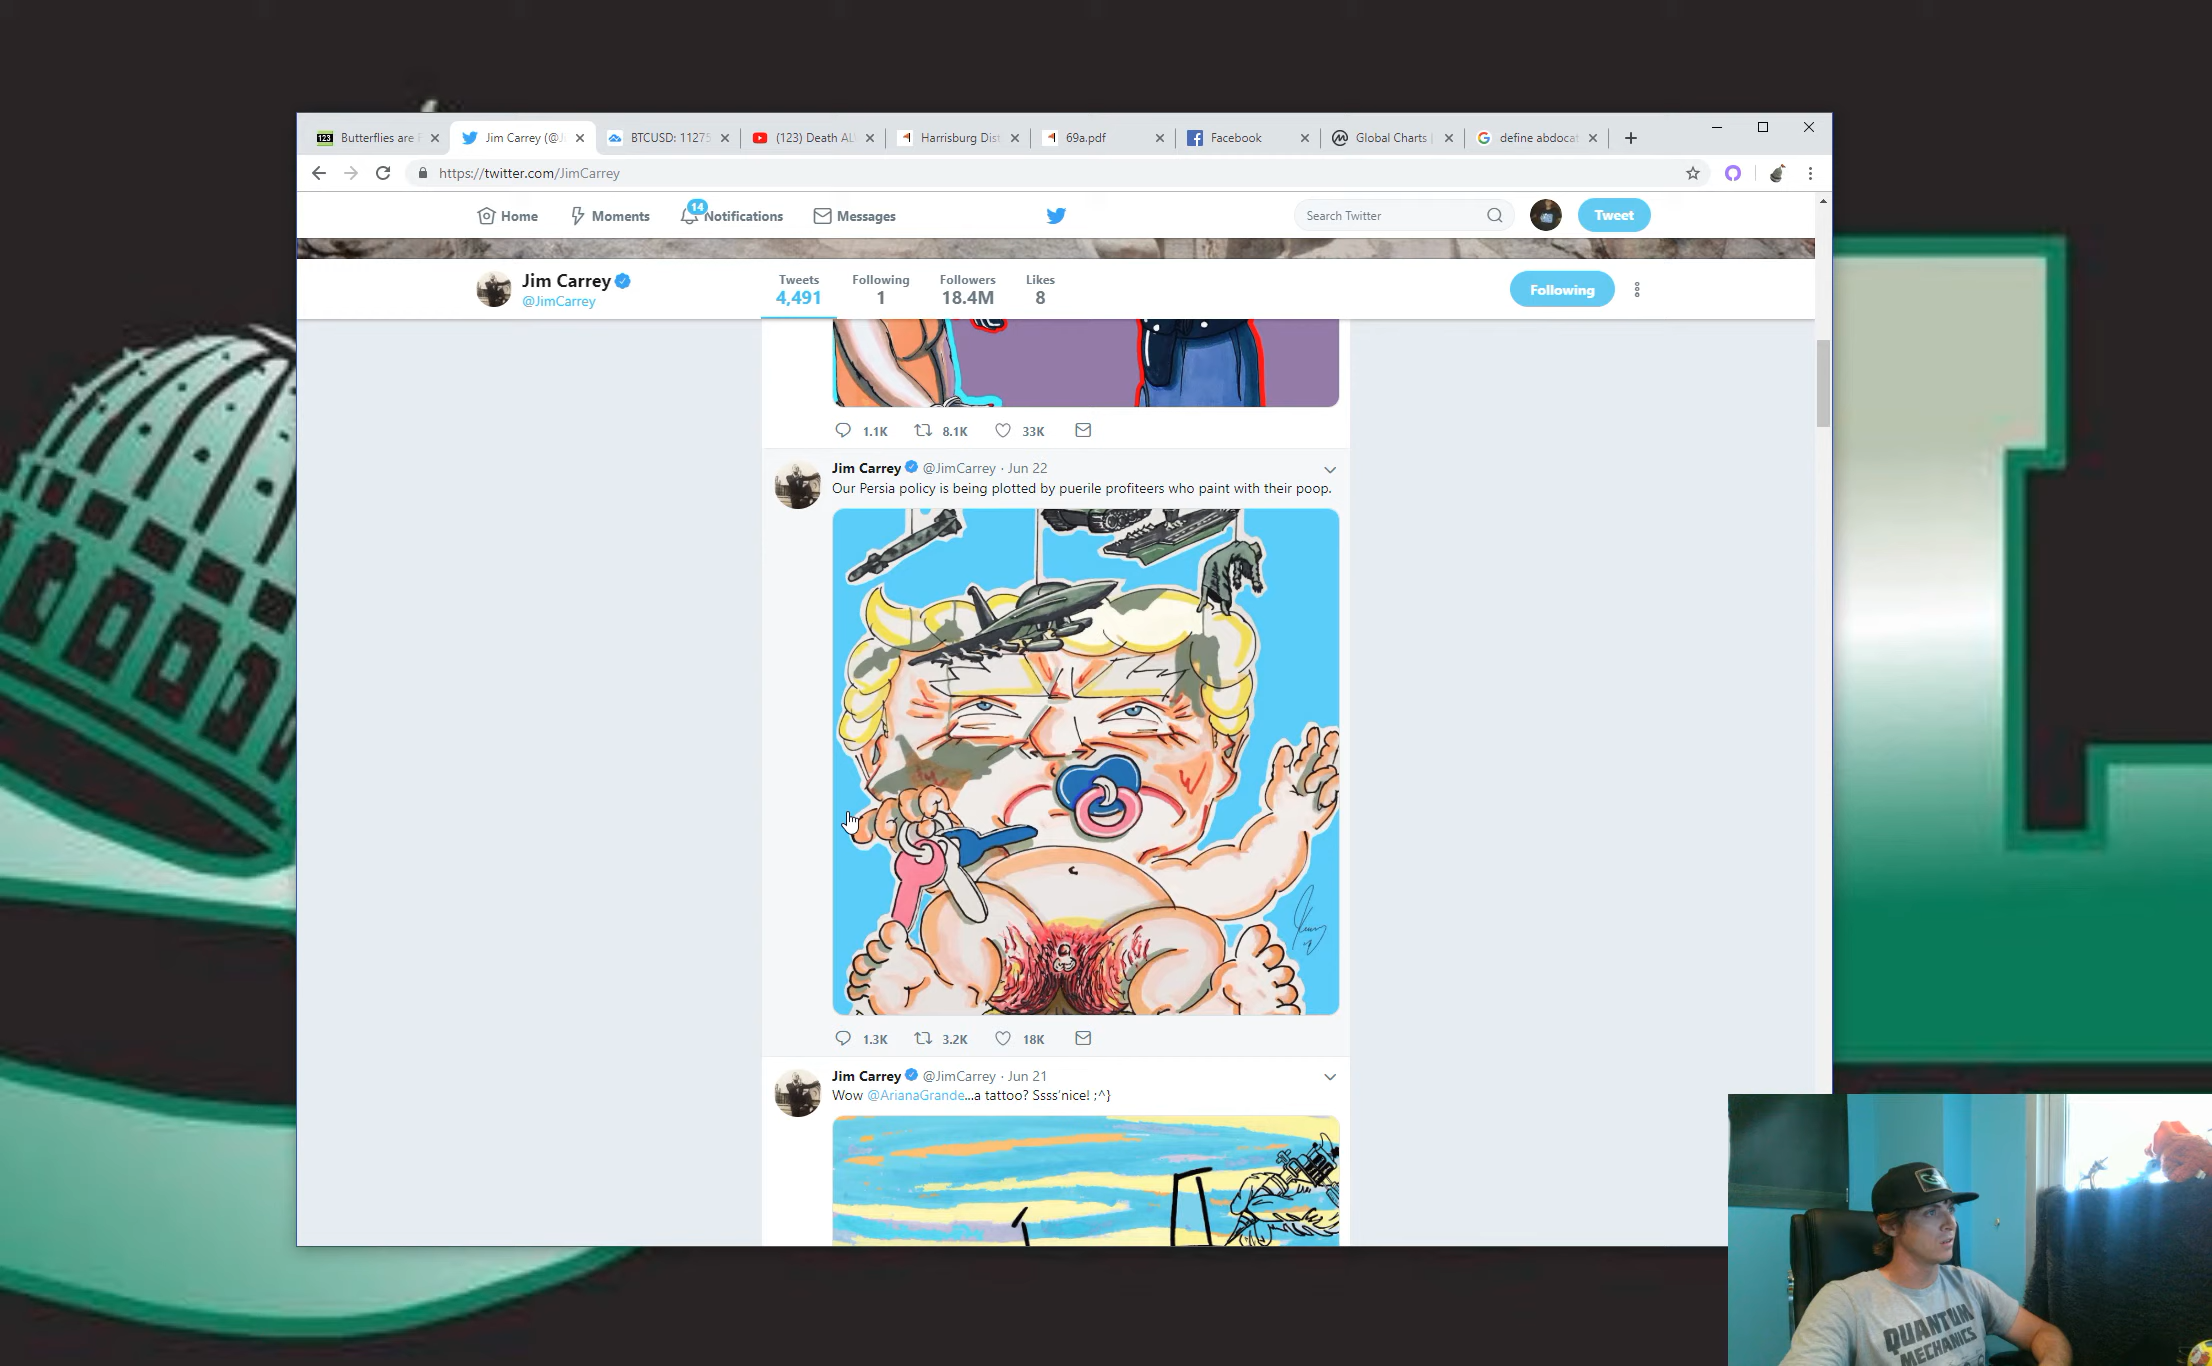 Butterflies are
Jim Carrey (@J
BTCUSD: 11275
(123) Death AL
Harrisburg Dist
69a.pdf
Facebook
Global Charts |
define abdocat
https://twitter.com/JimCarrey
Home
Moments
14
Notifications
Messages
Search Twitter
Tweet
Jim Carrey
@JimCarrey
Tweets
4,491
Following
1
Followers
18.4M
Likes
8
Following
1.1K
8.1K
33K
Jim Carrey @JimCarrey · Jun 22
Our Persia policy is being plotted by puerile profiteers who paint with their poop.
1.3K
3.2K
18K
Jim Carrey @JimCarrey · Jun 21
Wow @ArianaGrande...a tattoo? Ssss'nice! ;^}
QUANTUM
MECHANICS